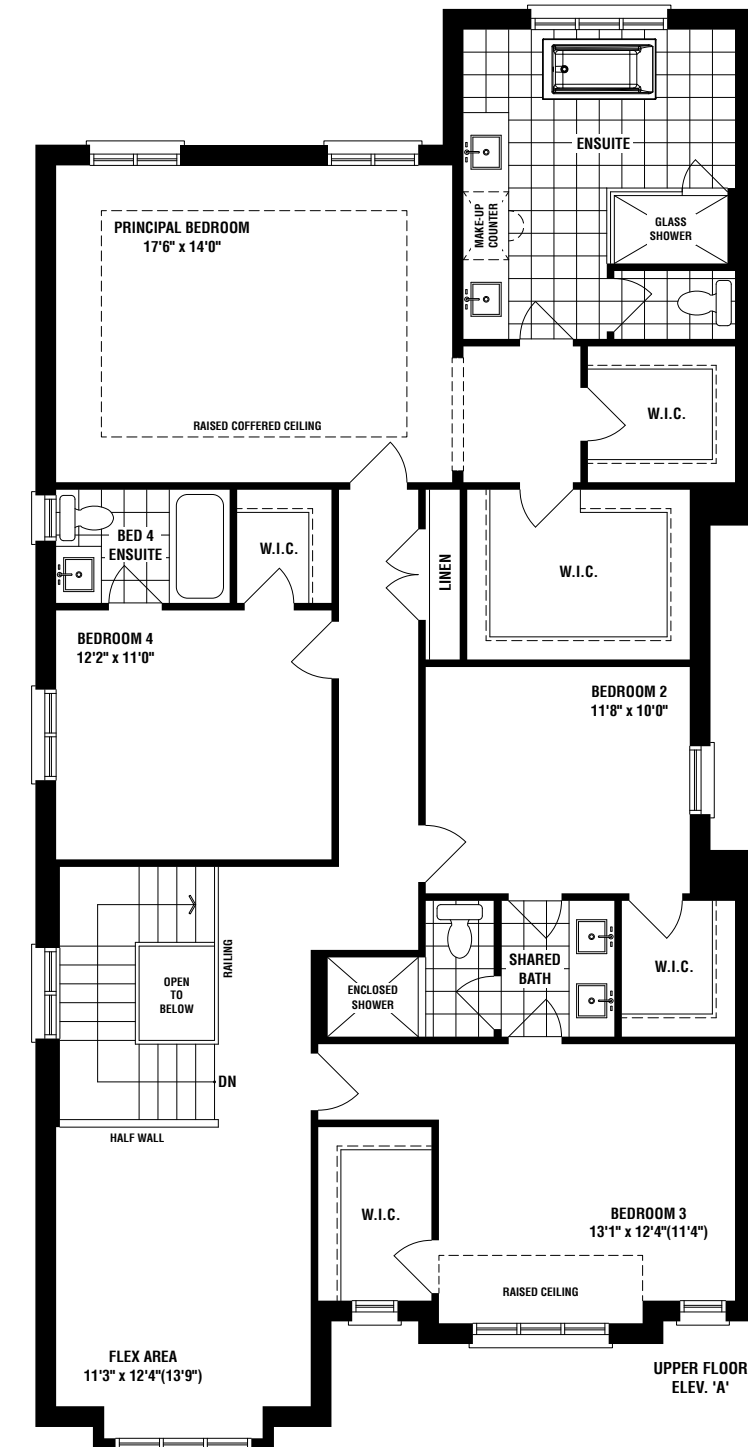 ENSUITE
PRINCIPAL BEDROOM
17'6" x 14'0"
MAKE-UP
COUNTER
GLASS
SHOWER
RAISED COFFERED CEILING
W.I.C.
BED 4
ENSUITE
W.I.C.
LINEN
W.I.C.
BEDROOM 4
12'2" x 11'0"
BEDROOM 2
11'8" x 10'0"
RAILING
OPEN
TO
BELOW
SHARED
BATH
W.I.C.
ENCLOSED
SHOWER
DN
HALF WALL
W.I.C.
BEDROOM 3
13'1" x 12'4"(11'4")
RAISED CEILING
FLEX AREA
11'3" x 12'4"(13'9")
UPPER FLOOR
ELEV. 'A'